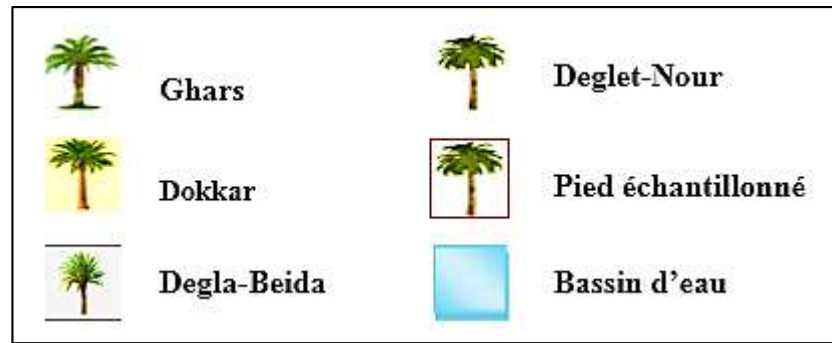 Ghars
Deglet-Nour
Dokkar
Pied échantillonné
Degla-Beida
Bassin d'eau